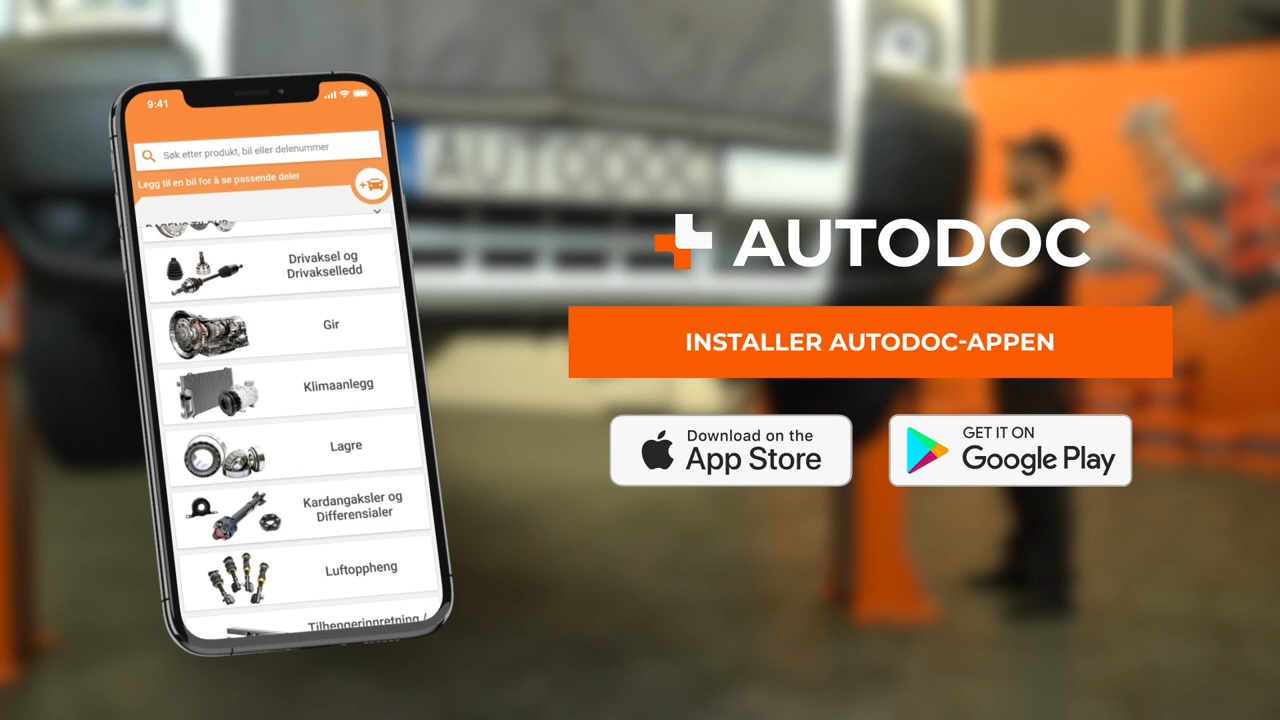 9:41
Søk etter produkt, bil eller delenummer
Legg til en bil for å se passende deler
Drivaksel og
Drivakselledd
Gir
Klimaanlegg
Lagre
Kardangaksler og
Differensialer
Luftoppheng
Tilhengerinnretning /
AUTODOC
AUTODOC
INSTALLER AUTODOC-APPEN
Download on the
App Store
GET IT ON
Google Play